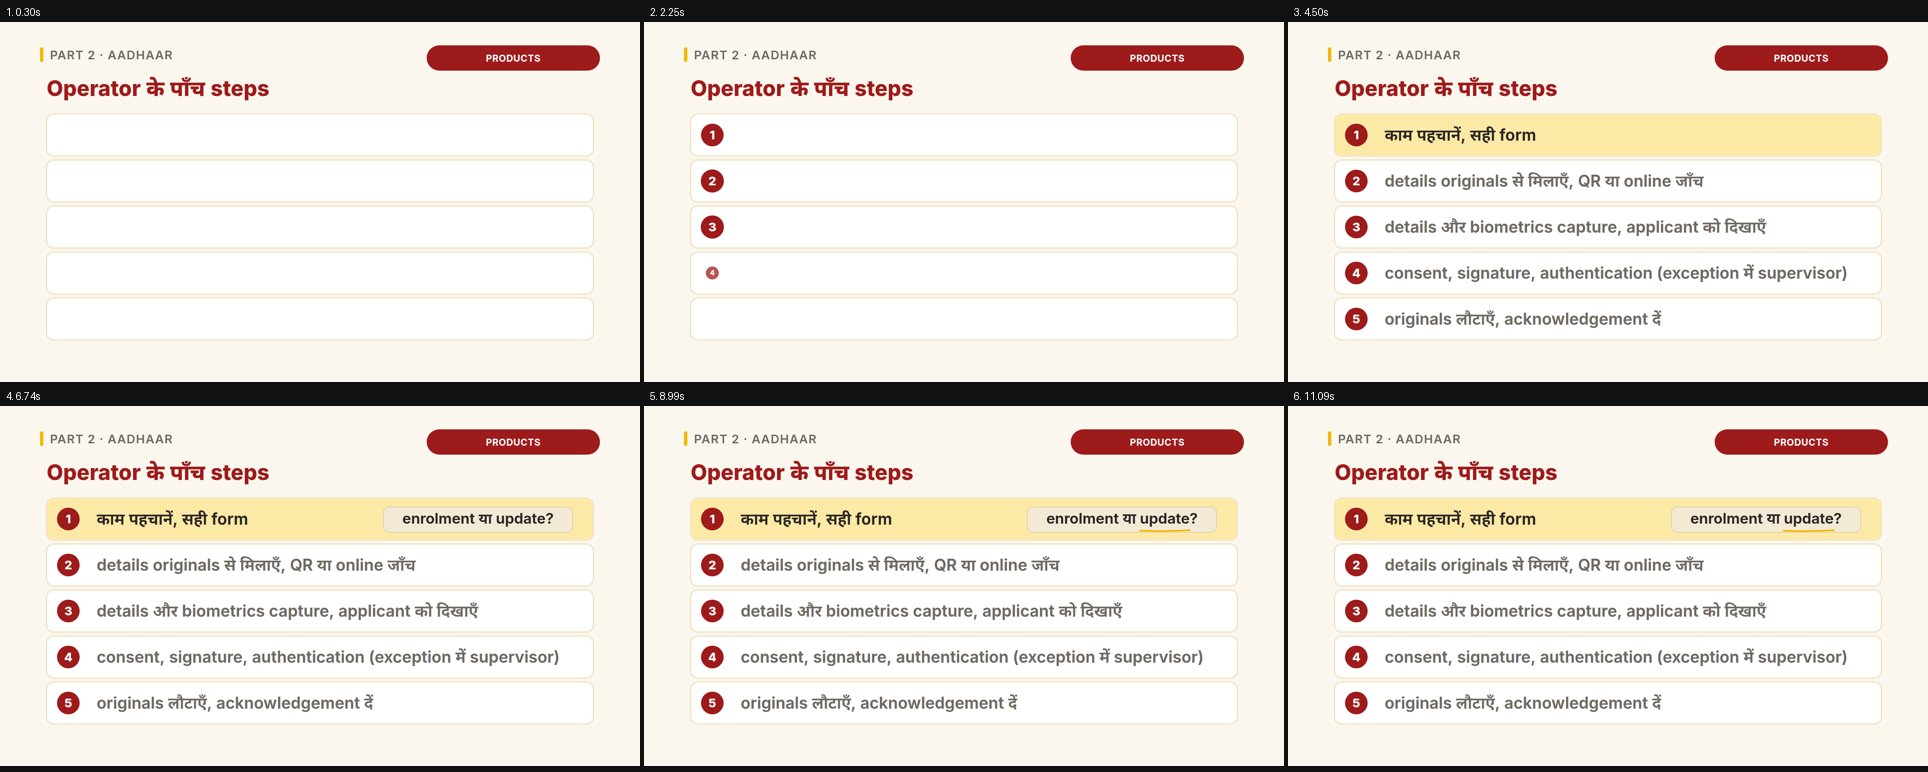 1. 0.30s
PART 2 · AADHAAR
PRODUCTS
Operator के पाँच steps
2. 2.25s
PART 2 · AADHAAR
PRODUCTS
Operator के पाँच steps
1
2
3
4
3. 4.50s
PART 2 · AADHAAR
PRODUCTS
Operator के पाँच steps
1 काम पहचानें, सही form
2 details originals से मिलाएँ, QR या online जाँच
3 details और biometrics capture, applicant को दिखाएँ
4 consent, signature, authentication (exception में supervisor)
5 originals लौटाएँ, acknowledgement दें
4. 6.74s
PART 2 · AADHAAR
PRODUCTS
Operator के पाँच steps
1 काम पहचानें, सही form enrolment या update?
2 details originals से मिलाएँ, QR या online जाँच
3 details और biometrics capture, applicant को दिखाएँ
4 consent, signature, authentication (exception में supervisor)
5 originals लौटाएँ, acknowledgement दें
5. 8.99s
PART 2 · AADHAAR
PRODUCTS
Operator के पाँच steps
1 काम पहचानें, सही form enrolment या update?
2 details originals से मिलाएँ, QR या online जाँच
3 details और biometrics capture, applicant को दिखाएँ
4 consent, signature, authentication (exception में supervisor)
5 originals लौटाएँ, acknowledgement दें
6. 11.09s
PART 2 · AADHAAR
PRODUCTS
Operator के पाँच steps
1 काम पहचानें, सही form enrolment या update?
2 details originals से मिलाएँ, QR या online जाँच
3 details और biometrics capture, applicant को दिखाएँ
4 consent, signature, authentication (exception में supervisor)
5 originals लौटाएँ, acknowledgement दें